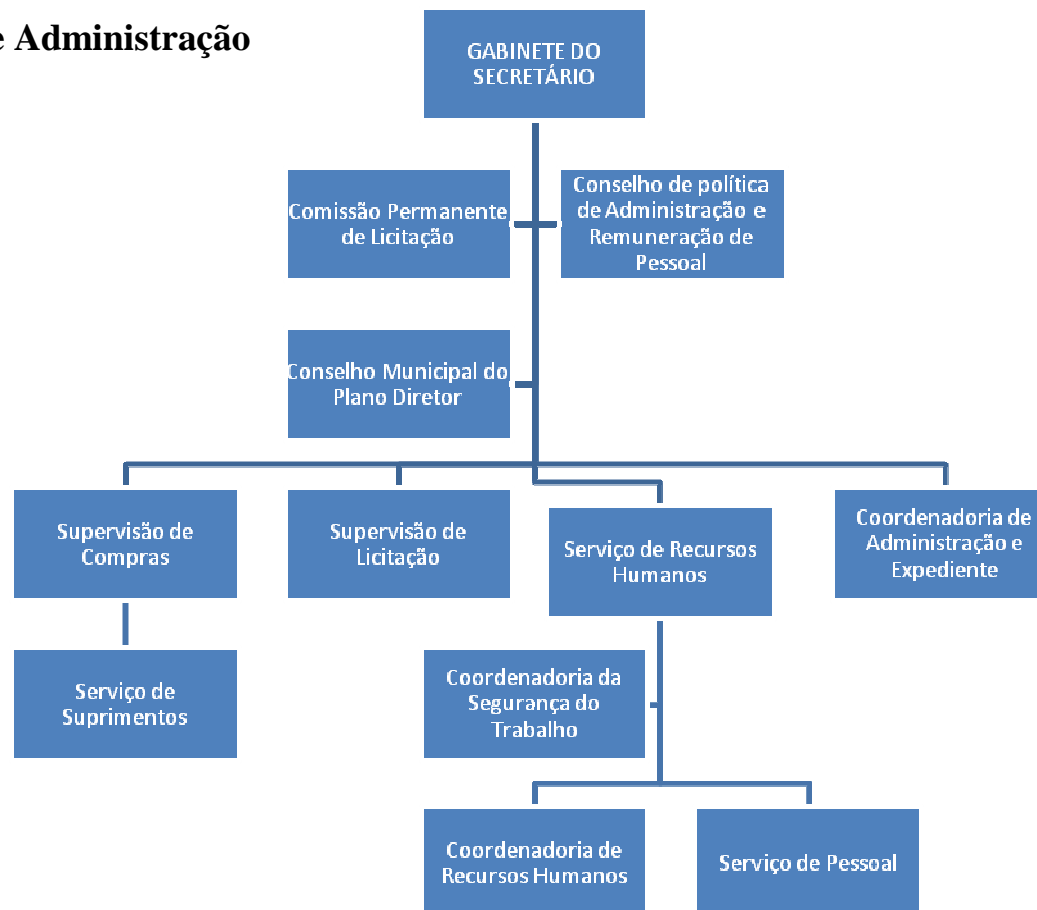 e Administração
GABINETE DO
SECRETÁRIO
Comissão Permanente
de Licitação
Conselho de política
de Administração e
Remuneração de
Pessoal
Conselho Municipal do
Plano Diretor
Supervisão de
Compras
Supervisão de
Licitação
Serviço de Recursos
Humanos
Coordenadoria de
Administração e
Expediente
Serviço de
Suprimentos
Coordenadoria da
Segurança do
Trabalho
Coordenadoria de
Recursos Humanos
Serviço de Pessoal